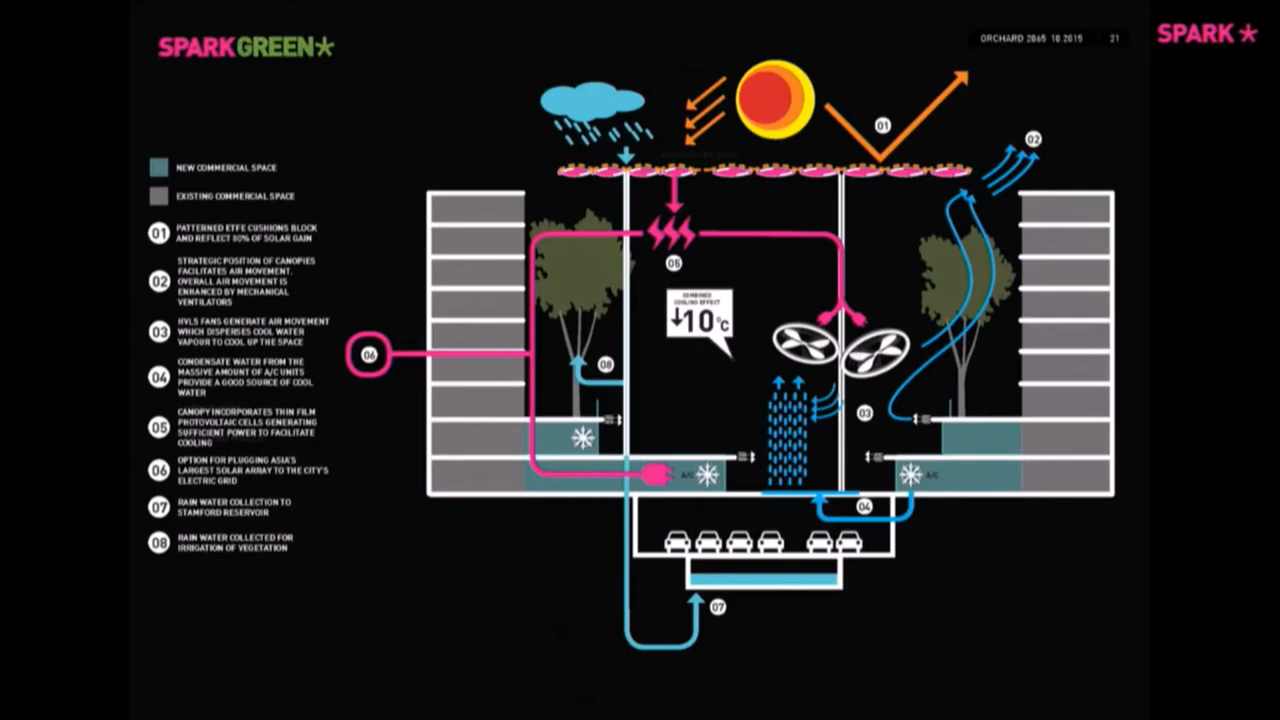 SPARKGREEN*
ORCHARD 2065 10.2015 21
SPARK*
NEW COMMERCIAL SPACE
EXISTING COMMERCIAL SPACE
01 PATTERNED ETFE CUSHIONS BLOCK
AND REFLECT 80% OF SOLAR GAIN
02 STRATEGIC POSITION OF CANOPIES
FACILITATES AIR MOVEMENT.
OVERALL AIR MOVEMENT IS
ENHANCED BY MECHANICAL
VENTILATORS
03 HVLS FANS GENERATE AIR MOVEMENT
WHICH DISPERSES COOL WATER
VAPOUR TO COOL UP THE SPACE
04 CONDENSATE WATER FROM THE
MASSIVE AMOUNT OF A/C UNITS
PROVIDE A GOOD SOURCE OF COOL
WATER
05 CANOPY INCORPORATES THIN FILM
PHOTOVOLTAIC CELLS GENERATING
SUFFICIENT POWER TO FACILITATE
COOLING
06 OPTION FOR PLUGGING ASIA'S
LARGEST SOLAR ARRAY TO THE CITY'S
ELECTRIC GRID
07 RAIN WATER COLLECTION TO
STAMFORD RESERVOIR
08 RAIN WATER COLLECTED FOR
IRRIGATION OF VEGETATION
01
02
05
COMBINED
COOLING EFFECT
↓10°C
06
08
03
A/C
A/C
04
07